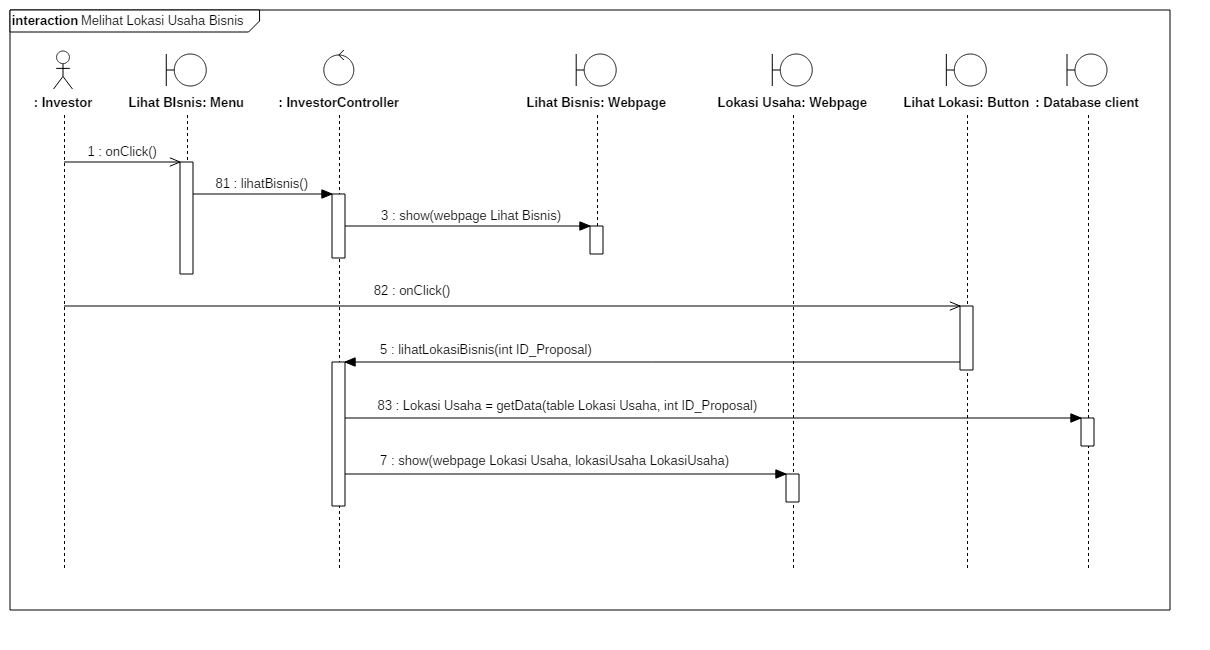 interaction Melihat Lokasi Usaha Bisnis
: Investor
Lihat BIsnis: Menu
: InvestorController
Lihat Bisnis: Webpage
Lokasi Usaha: Webpage
Lihat Lokasi: Button
: Database client
1 : onClick()
81 : lihatBisnis()
3 : show(webpage Lihat Bisnis)
82 : onClick()
5 : lihatLokasiBisnis(int ID_Proposal)
83 : Lokasi Usaha = getData(table Lokasi Usaha, int ID_Proposal)
7 : show(webpage Lokasi Usaha, lokasiUsaha LokasiUsaha)